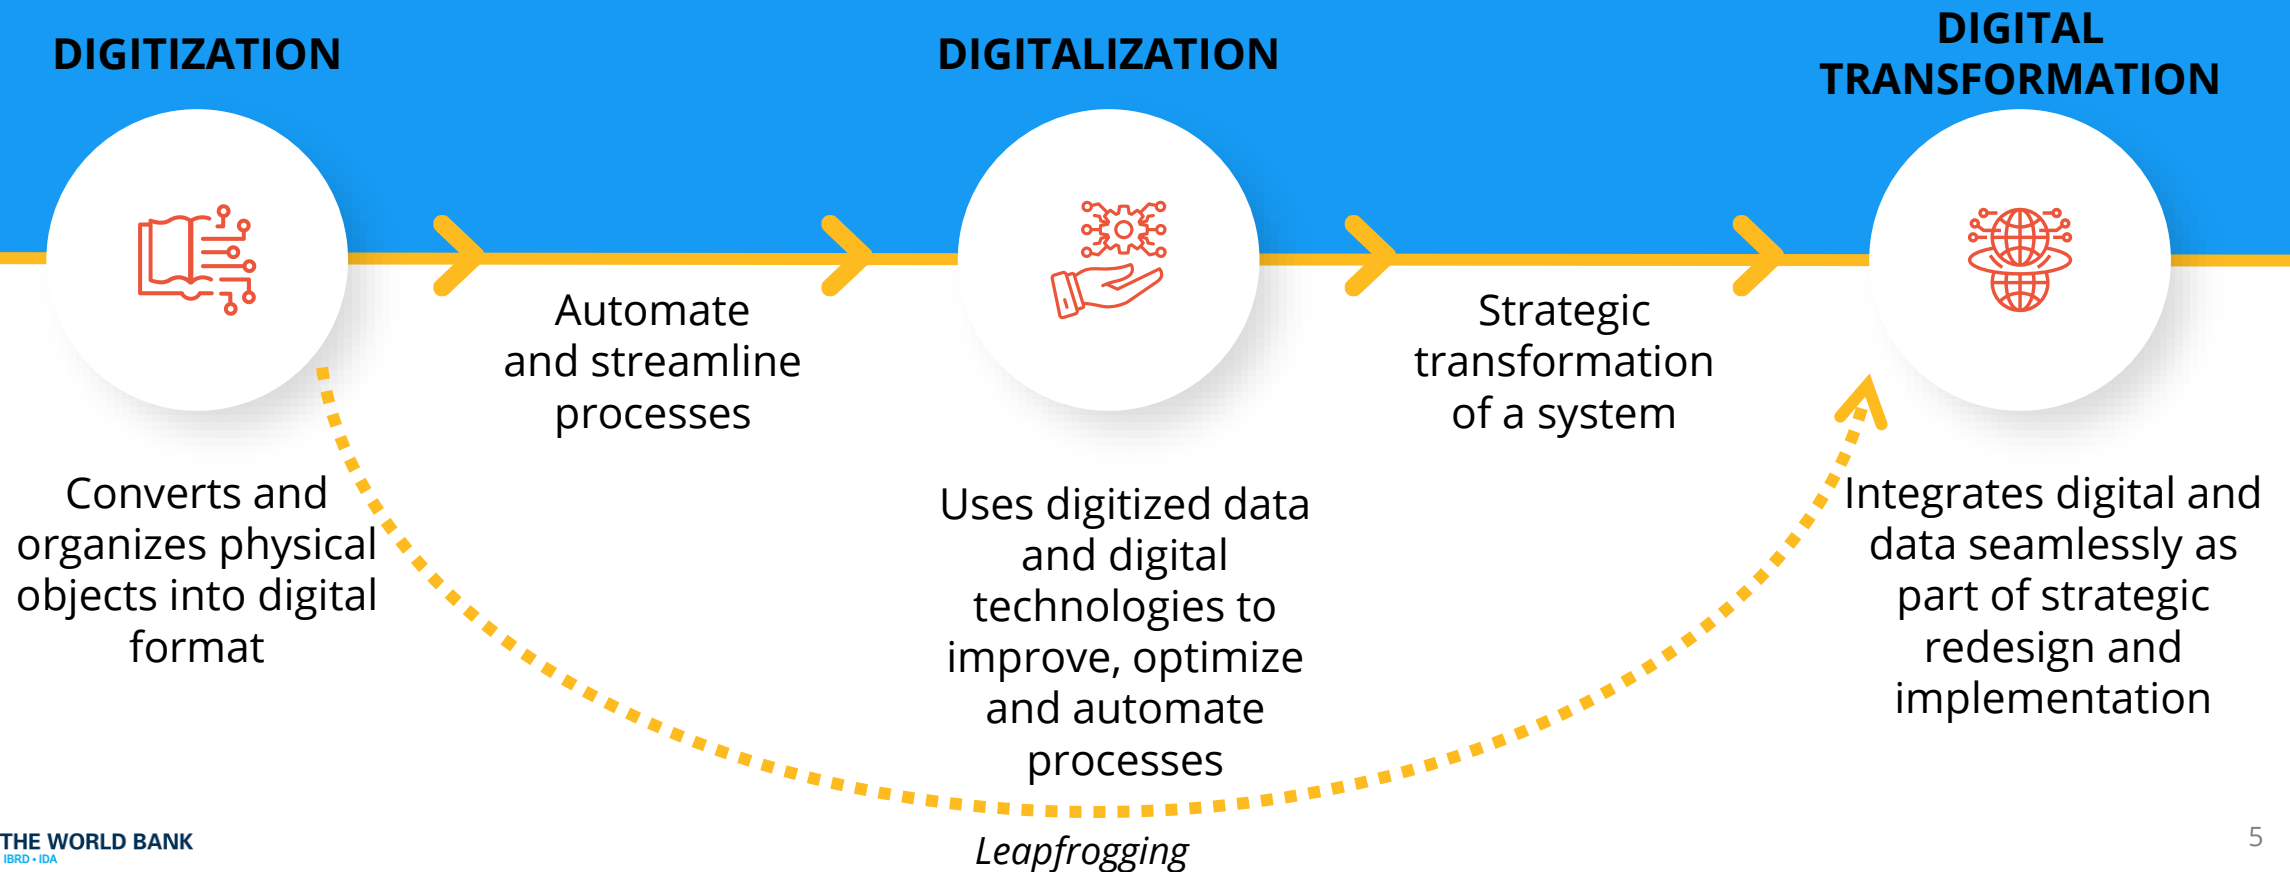 DIGITIZATION
DIGITALIZATION
DIGITAL
TRANSFORMATION
Automate
and streamline
processes
Strategic
transformation
of a system
Converts and
organizes physical
objects into digital
format
Uses digitized data
and digital
technologies to
improve, optimize
and automate
processes
Integrates digital and
data seamlessly as
part of strategic
redesign and
implementation
Leapfrogging
THE WORLD BANK
IBRD • IDA
5